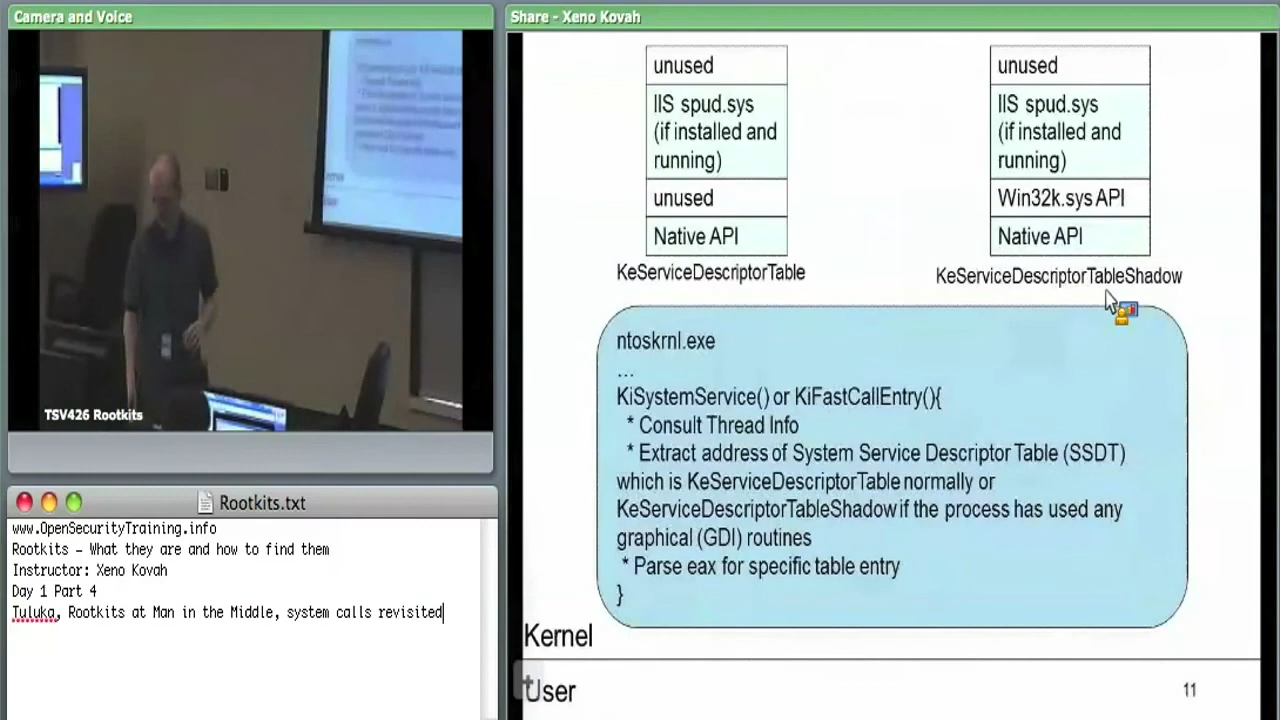 Camera and Voice
TSV426 Rootkits
Rootkits.txt
www.OpenSecurityTraining.info
Rootkits – What they are and how to find them
Instructor: Xeno Kovah
Day 1 Part 4
Tuluka, Rootkits at Man in the Middle, system calls revisited
Share - Xeno Kovah
unused
IIS spud.sys
(if installed and
running)
unused
Native API
KeServiceDescriptorTable
unused
IIS spud.sys
(if installed and
running)
Win32k.sys API
Native API
KeServiceDescriptorTableShadow
ntoskrnl.exe
…
KiSystemService() or KiFastCallEntry(){
* Consult Thread Info
* Extract address of System Service Descriptor Table (SSDT)
which is KeServiceDescriptorTable normally or
KeServiceDescriptorTableShadow if the process has used any
graphical (GDI) routines
* Parse eax for specific table entry
}
Kernel
User
11